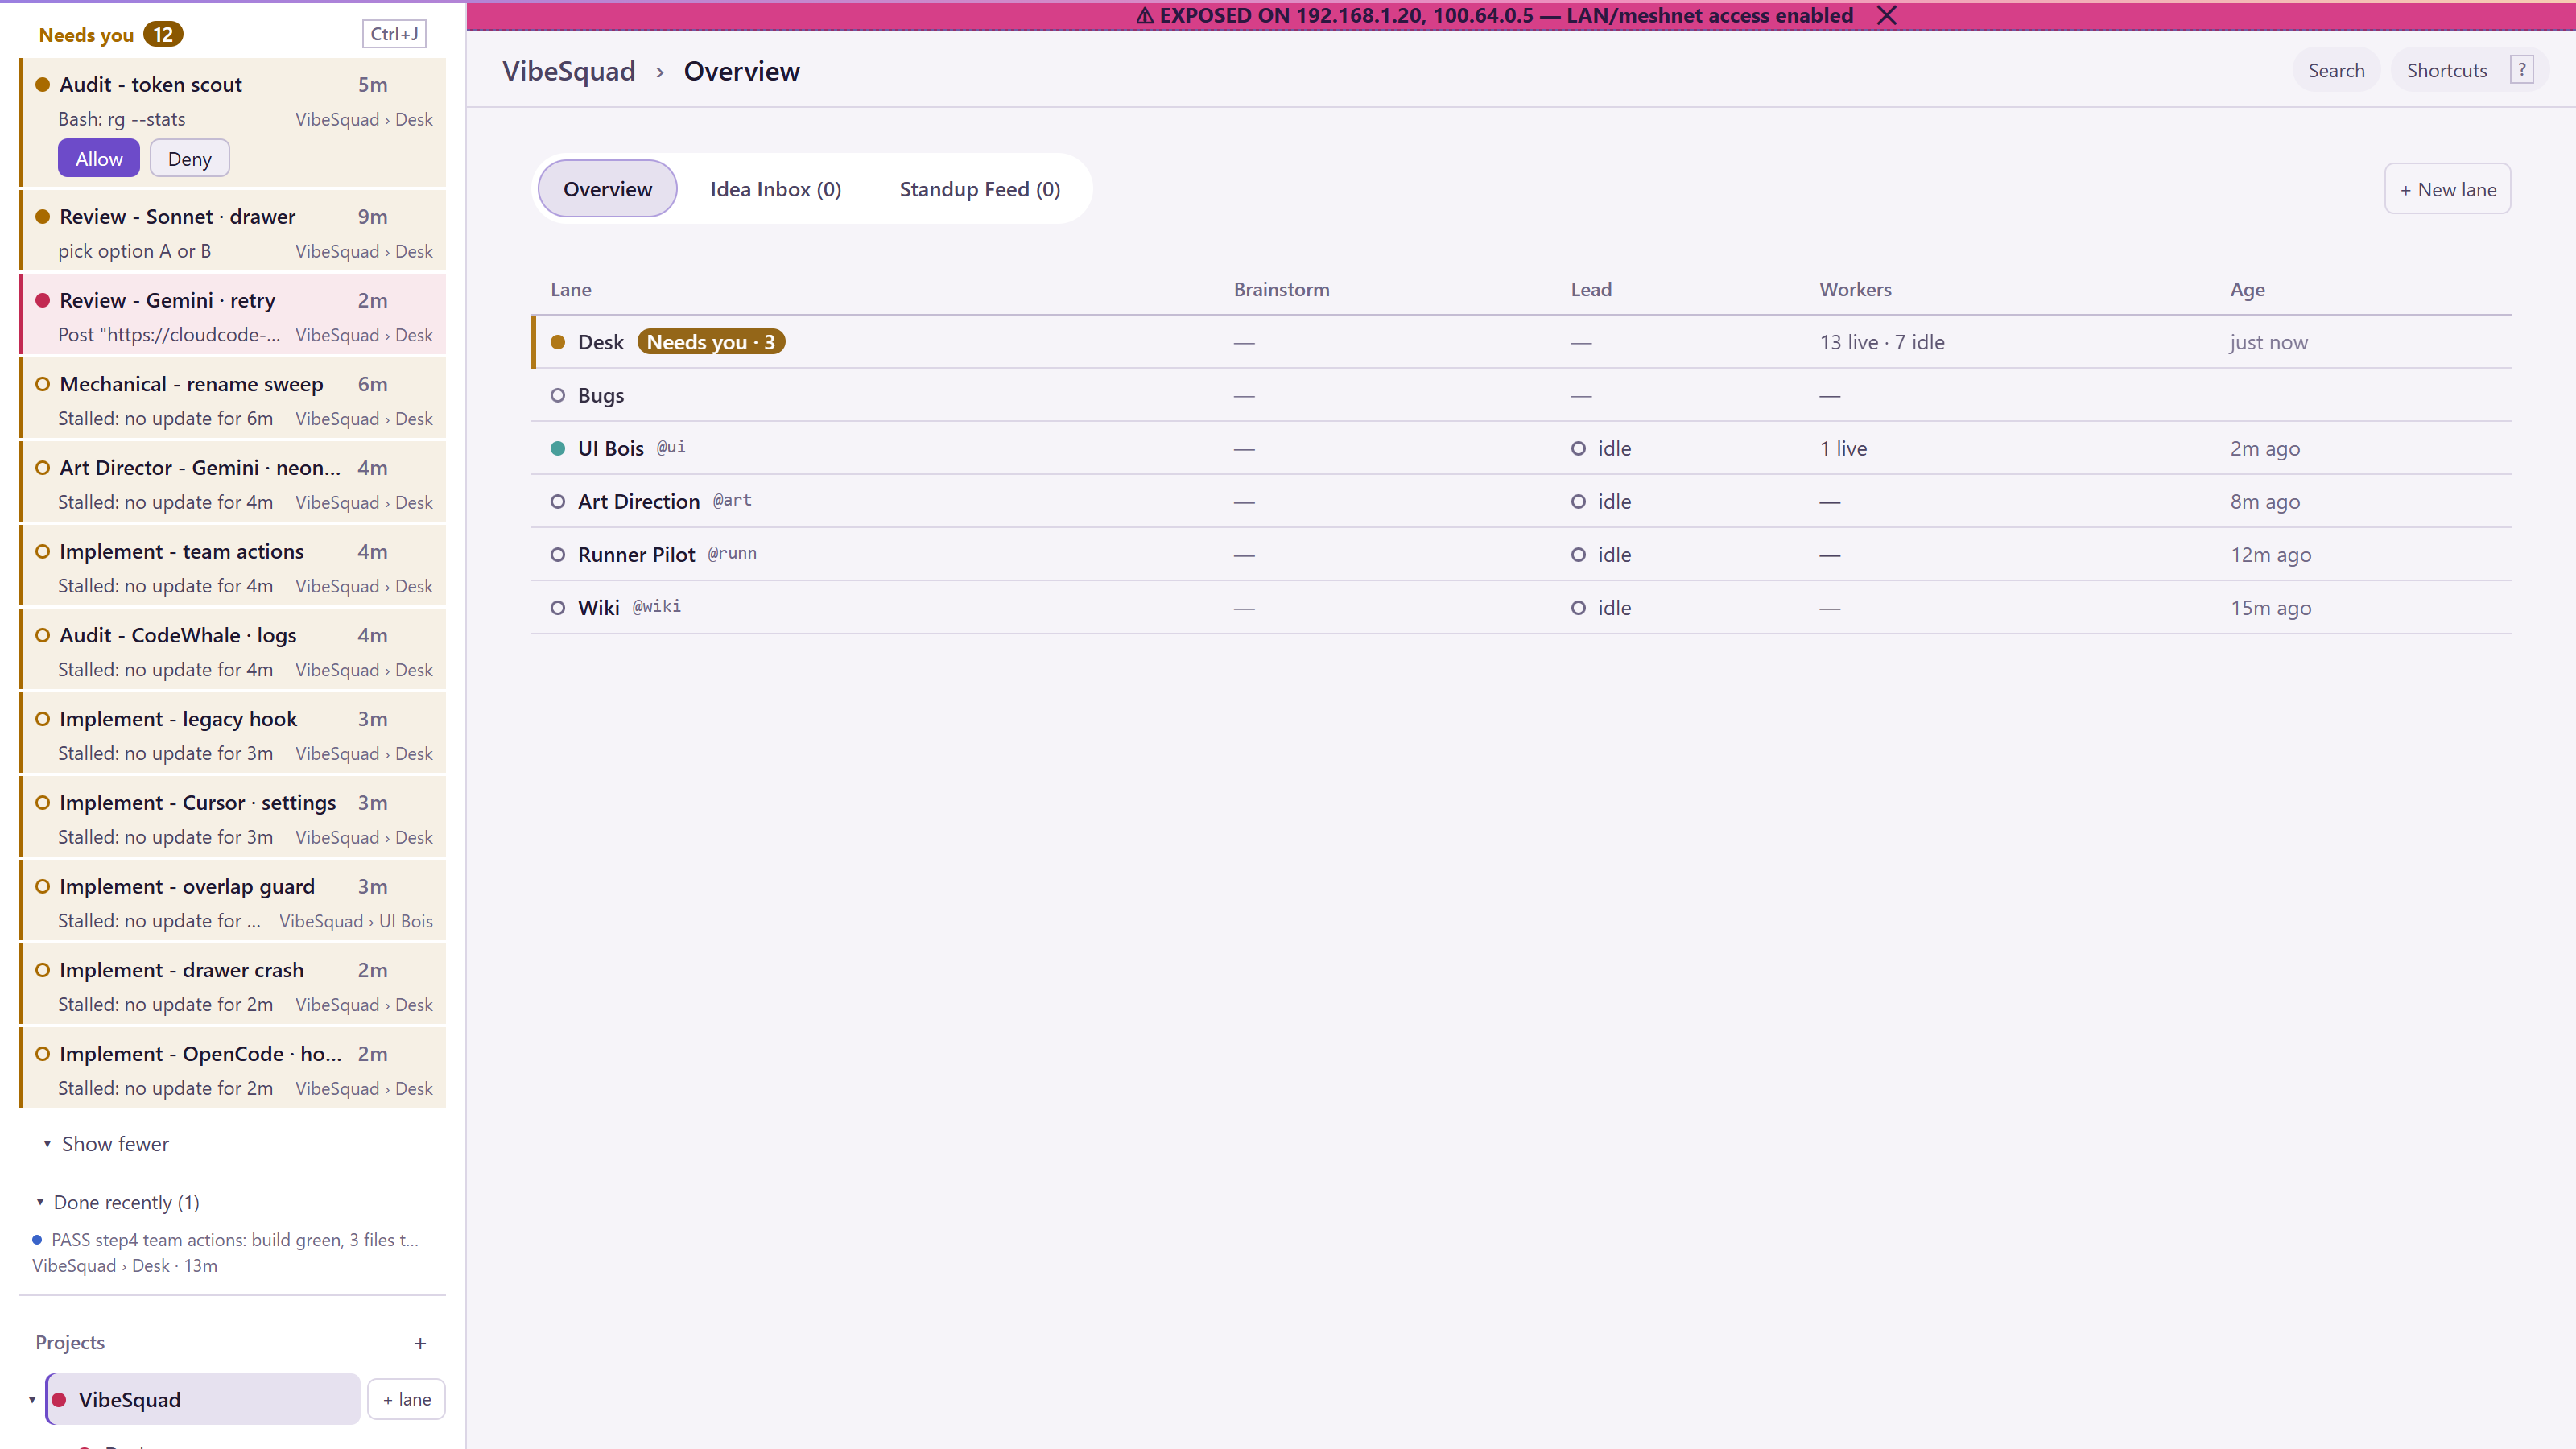 Needs you 12 Ctrl+J
Audit - token scout 5m
Bash: rg --stats VibeSquad › Desk
Allow Deny
Review - Sonnet · drawer 9m
pick option A or B VibeSquad › Desk
Review - Gemini · retry 2m
Post "https://cloudcode-... VibeSquad › Desk
Mechanical - rename sweep 6m
Stalled: no update for 6m VibeSquad › Desk
Art Director - Gemini · neon... 4m
Stalled: no update for 4m VibeSquad › Desk
Implement - team actions 4m
Stalled: no update for 4m VibeSquad › Desk
Audit - CodeWhale · logs 4m
Stalled: no update for 4m VibeSquad › Desk
Implement - legacy hook 3m
Stalled: no update for 3m VibeSquad › Desk
Implement - Cursor · settings 3m
Stalled: no update for 3m VibeSquad › Desk
Implement - overlap guard 3m
Stalled: no update for ... VibeSquad › UI Bois
Implement - drawer crash 2m
Stalled: no update for 2m VibeSquad › Desk
Implement - OpenCode · ho... 2m
Stalled: no update for 2m VibeSquad › Desk
▾ Show fewer
▾ Done recently (1)
PASS step4 team actions: build green, 3 files t...
VibeSquad › Desk · 13m
Projects +
▾ VibeSquad + lane
⚠ EXPOSED ON 192.168.1.20, 100.64.0.5 — LAN/meshnet access enabled ✕
VibeSquad › Overview Search Shortcuts ?
Overview Idea Inbox (0) Standup Feed (0) + New lane
Lane Brainstorm Lead Workers Age
Desk Needs you · 3 — — 13 live · 7 idle just now
Bugs — — —
UI Bois @ui — idle 1 live 2m ago
Art Direction @art — idle — 8m ago
Runner Pilot @runn — idle — 12m ago
Wiki @wiki — idle — 15m ago